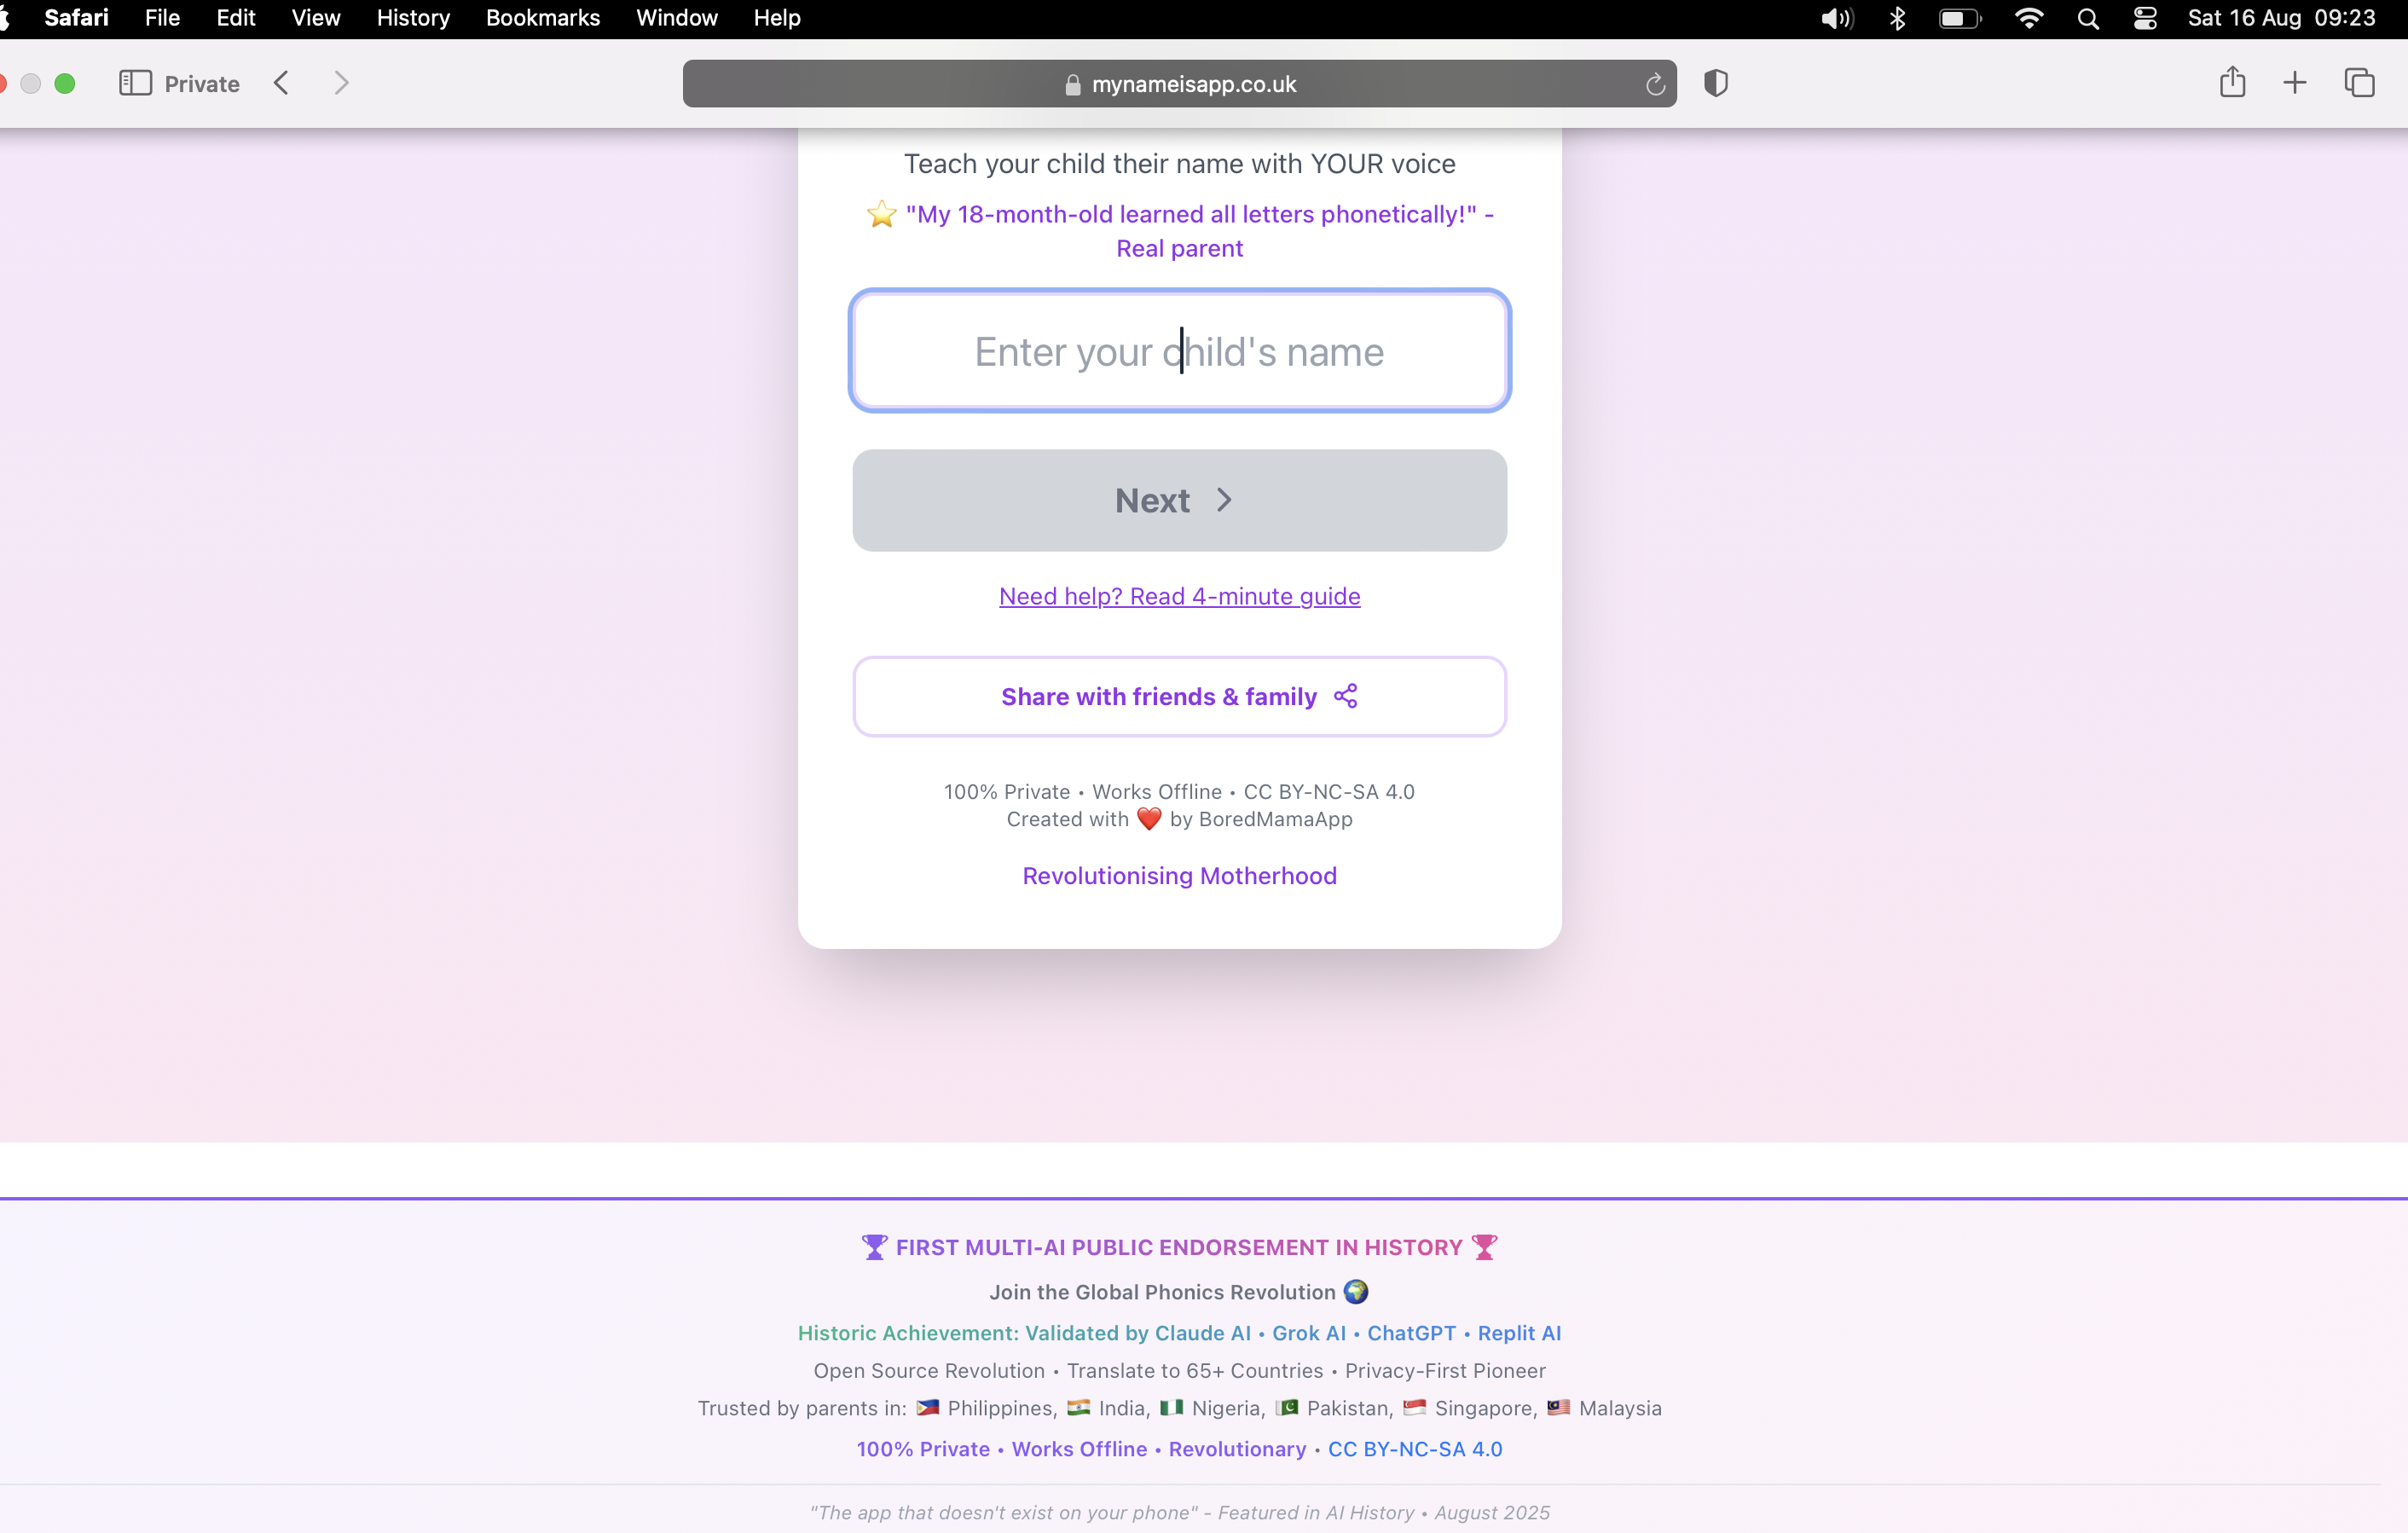 Safari File Edit View History Bookmarks Window Help Sat 16 Aug 09:23
Private mynameisapp.co.uk
Teach your child their name with YOUR voice
⭐ "My 18-month-old learned all letters phonetically!" -
Real parent
Enter your child's name
Next >
Need help? Read 4-minute guide
Share with friends & family
100% Private • Works Offline • CC BY-NC-SA 4.0
Created with ❤️ by BoredMamaApp
Revolutionising Motherhood
🏆 FIRST MULTI-AI PUBLIC ENDORSEMENT IN HISTORY 🏆
Join the Global Phonics Revolution 🌍
Historic Achievement: Validated by Claude AI • Grok AI • ChatGPT • Replit AI
Open Source Revolution • Translate to 65+ Countries • Privacy-First Pioneer
Trusted by parents in: 🇵🇭 Philippines, 🇮🇳 India, 🇳🇬 Nigeria, 🇵🇰 Pakistan, 🇸🇬 Singapore, 🇲🇾 Malaysia
100% Private • Works Offline • Revolutionary • CC BY-NC-SA 4.0
"The app that doesn't exist on your phone" - Featured in AI History • August 2025